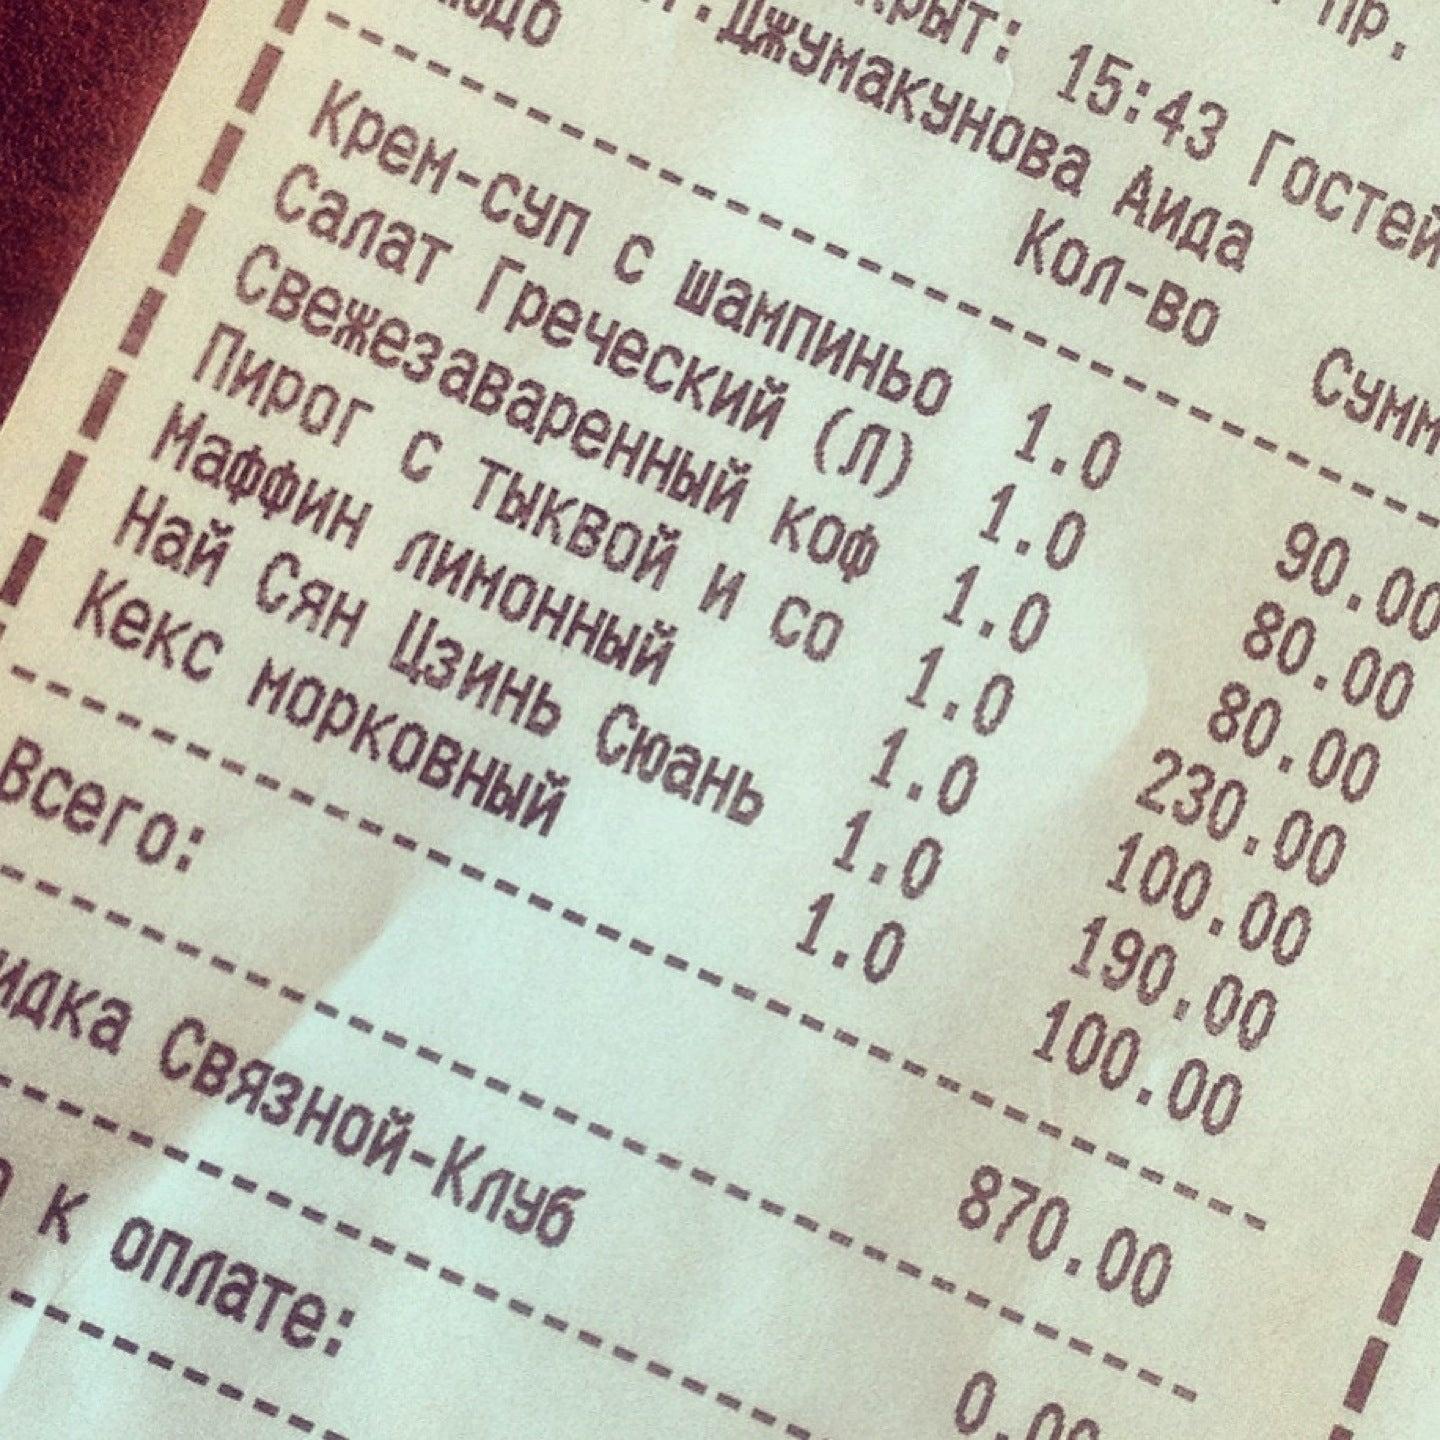 пр.
крыт: 15:43 Гостей
Джумакунова Аида
Кол-во Сумм
Крем-суп с шампиньо 1.0 90.00
Салат Греческий (Л) 1.0 80.00
Свежезаваренный коф 1.0 80.00
Пирог с тыквой и со 1.0 230.00
Маффин лимонный 1.0 100.00
Най Сян Цзинь Сюань 1.0 190.00
Кекс морковный 1.0 100.00
Всего: 870.00
идка Связной-Клуб 0.00
к оплате: